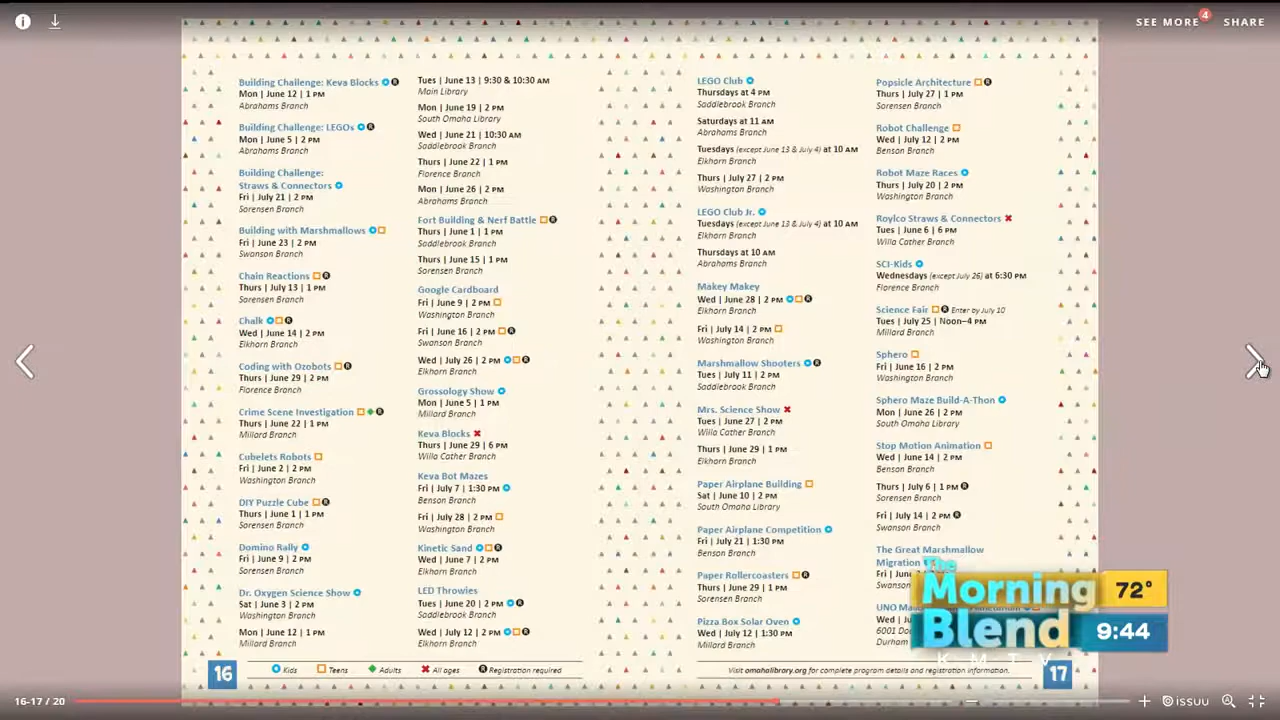 SEE MORE 4 SHARE
Building Challenge: Keva Blocks R
Mon | June 12 | 1 PM
Abrahams Branch
Building Challenge: LEGOs R
Mon | June 5 | 2 PM
Abrahams Branch
Building Challenge:
Straws & Connectors
Fri | July 21 | 2 PM
Sorensen Branch
Building with Marshmallows
Fri | June 23 | 2 PM
Swanson Branch
Chain Reactions R
Thurs | July 13 | 1 PM
Sorensen Branch
Chalk R
Wed | June 14 | 2 PM
Elkhorn Branch
Coding with Ozobots R
Thurs | June 29 | 2 PM
Florence Branch
Crime Scene Investigation R
Thurs | June 22 | 1 PM
Millard Branch
Cubelets Robots
Fri | June 2 | 2 PM
Washington Branch
DIY Puzzle Cube R
Thurs | June 1 | 1 PM
Sorensen Branch
Domino Rally
Fri | June 9 | 2 PM
Sorensen Branch
Dr. Oxygen Science Show
Sat | June 3 | 2 PM
Washington Branch
Mon | June 12 | 1 PM
Millard Branch
Tues | June 13 | 9:30 & 10:30 AM
Main Library
Mon | June 19 | 2 PM
South Omaha Library
Wed | June 21 | 10:30 AM
Saddlebrook Branch
Thurs | June 22 | 1 PM
Florence Branch
Mon | June 26 | 2 PM
Abrahams Branch
Fort Building & Nerf Battle R
Thurs | June 1 | 1 PM
Saddlebrook Branch
Thurs | June 15 | 1 PM
Sorensen Branch
Google Cardboard
Fri | June 9 | 2 PM
Washington Branch
Fri | June 16 | 2 PM R
Swanson Branch
Wed | July 26 | 2 PM R
Elkhorn Branch
Grossology Show
Mon | June 5 | 1 PM
Millard Branch
Keva Blocks
Thurs | June 29 | 6 PM
Willa Cather Branch
Keva Bot Mazes
Fri | July 7 | 1:30 PM
Benson Branch
Fri | July 28 | 2 PM
Washington Branch
Kinetic Sand R
Wed | June 7 | 2 PM
Elkhorn Branch
LED Throwies
Tues | June 20 | 2 PM R
Saddlebrook Branch
Wed | July 12 | 2 PM R
Elkhorn Branch
16 Kids Teens Adults All ages R Registration required
LEGO Club
Thursdays at 4 PM
Saddlebrook Branch
Saturdays at 11 AM
Abrahams Branch
Tuesdays (except June 13 & July 4) at 10 AM
Elkhorn Branch
Thurs | July 27 | 2 PM
Washington Branch
LEGO Club Jr.
Tuesdays (except June 13 & July 4) at 10 AM
Elkhorn Branch
Thursdays at 10 AM
Abrahams Branch
Makey Makey
Wed | June 28 | 2 PM R
Elkhorn Branch
Fri | July 14 | 2 PM
Washington Branch
Marshmallow Shooters R
Tues | July 11 | 2 PM
Saddlebrook Branch
Mrs. Science Show
Tues | June 27 | 2 PM
Willa Cather Branch
Thurs | June 29 | 1 PM
Elkhorn Branch
Paper Airplane Building
Sat | June 10 | 2 PM
South Omaha Library
Paper Airplane Competition
Fri | July 21 | 1:30 PM
Benson Branch
Paper Rollercoasters R
Thurs | June 29 | 1 PM
Sorensen Branch
Pizza Box Solar Oven
Wed | July 12 | 1:30 PM
Millard Branch
Popsicle Architecture R
Thurs | July 27 | 1 PM
Sorensen Branch
Robot Challenge
Wed | July 12 | 2 PM
Benson Branch
Robot Maze Races
Thurs | July 20 | 2 PM
Washington Branch
Roylco Straws & Connectors
Tues | June 6 | 6 PM
Willa Cather Branch
SCI-Kids
Wednesdays (except July 26) at 6:30 PM
Florence Branch
Science Fair R Enter by July 10
Tues | July 25 | Noon–4 PM
Millard Branch
Sphero
Fri | June 16 | 2 PM
Washington Branch
Sphero Maze Build-A-Thon
Mon | June 26 | 2 PM
South Omaha Library
Stop Motion Animation
Wed | June 14 | 2 PM
Benson Branch
Thurs | July 6 | 1 PM R
Sorensen Branch
Fri | July 14 | 2 PM R
Swanson Branch
The Great Marshmallow
Migration
Fri |
Swanson
UNO
Wed |
6001
Visit omahalibrary.org for complete program details and registration information. 17
The
Morning
Blend
KMTV
72°
9:44
16-17 / 20
issuu